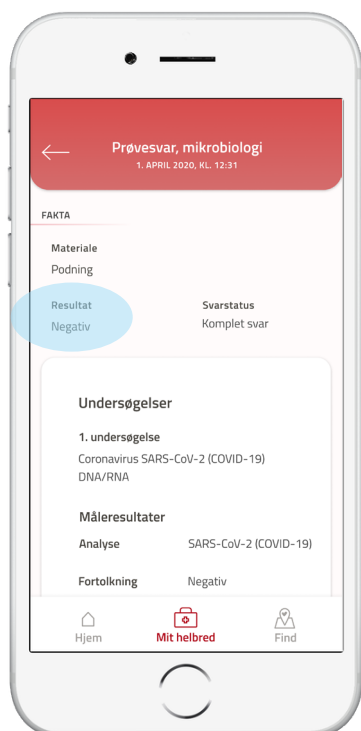 Prøvesvar, mikrobiologi
1. APRIL 2020, KL. 12:31
FAKTA
Materiale
Podning
Resultat
Negativ
Svarstatus
Komplet svar
Undersøgelser
1. undersøgelse
Coronavirus SARS-CoV-2 (COVID-19)
DNA/RNA
Måleresultater
Analyse SARS-CoV-2 (COVID-19)
Fortolkning Negativ
Hjem Mit helbred Find